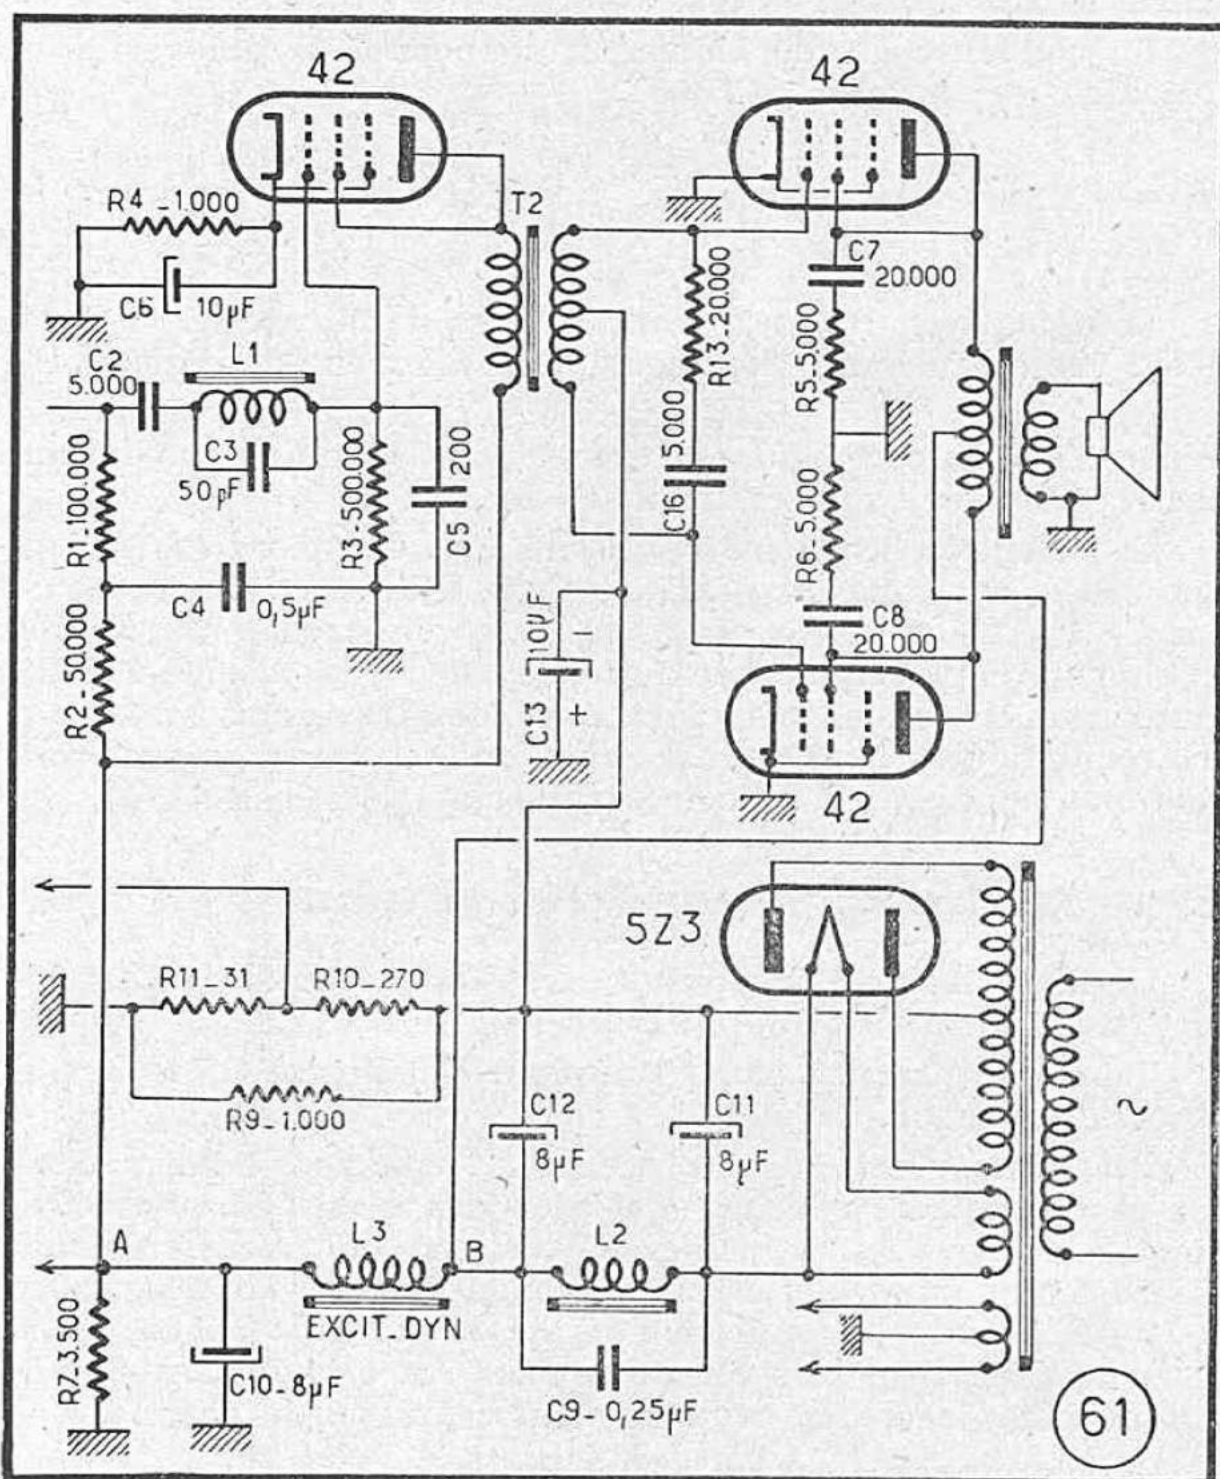 42
42
R4_1.000
T2
C6
10µF
C7
20.000
C2
5.000
L1
C3
50pF
R1_100.000
R3_500.000
200
C5
R13_20.000
5.000
C16
R5_5.000
R6_5.000
C4
0,5µF
R2_50.000
10µF
–
C13
+
C8
20.000
42
5Z3
R11_31
R10_270
R9_1.000
C12
8µF
C11
8µF
~
A
L3
B
L2
EXCIT_DYN
R7_3.500
C10_8µF
C9_0,25µF
61